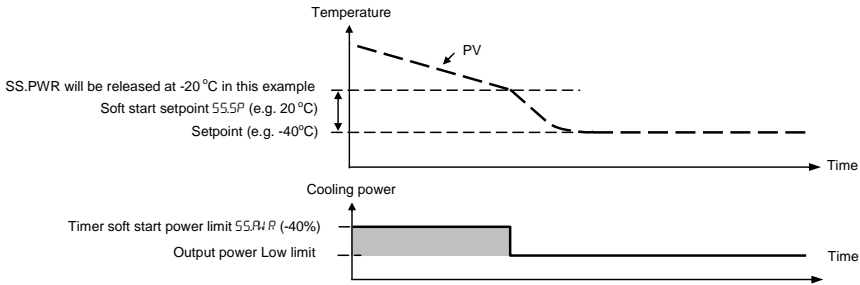 Temperature
PV
SS.PWR will be released at -20 °C in this example
Soft start setpoint SS.SP (e.g. 20 °C)
Setpoint (e.g. -40°C)
Time
Cooling power
Timer soft start power limit SS.PWR (-40%)
Output power Low limit
Time